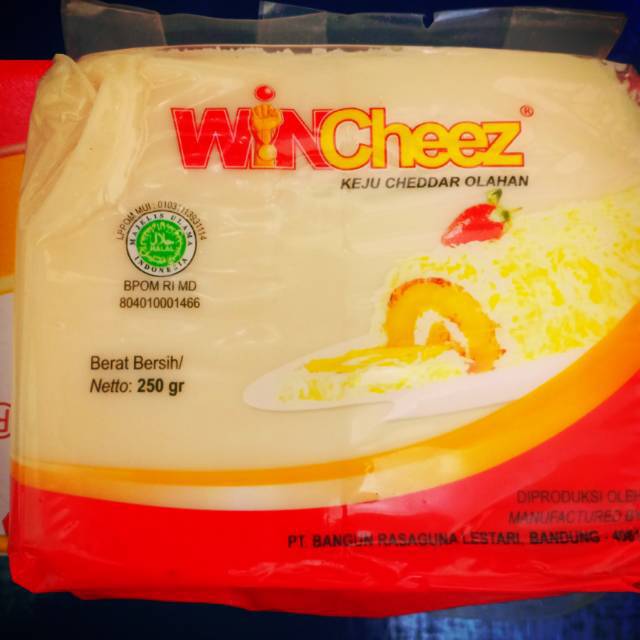 WINCheez®
KEJU CHEDDAR OLAHAN
MAJELIS ULAMA
HALAL
INDONESIA
BPOM RI MD
804010001466
Berat Bersih/
Netto: 250 gr
DIPRODUKSI OLEH
MANUFACTURED BY
PT. BANGUN RASAGUNA LESTARI, BANDUNG -